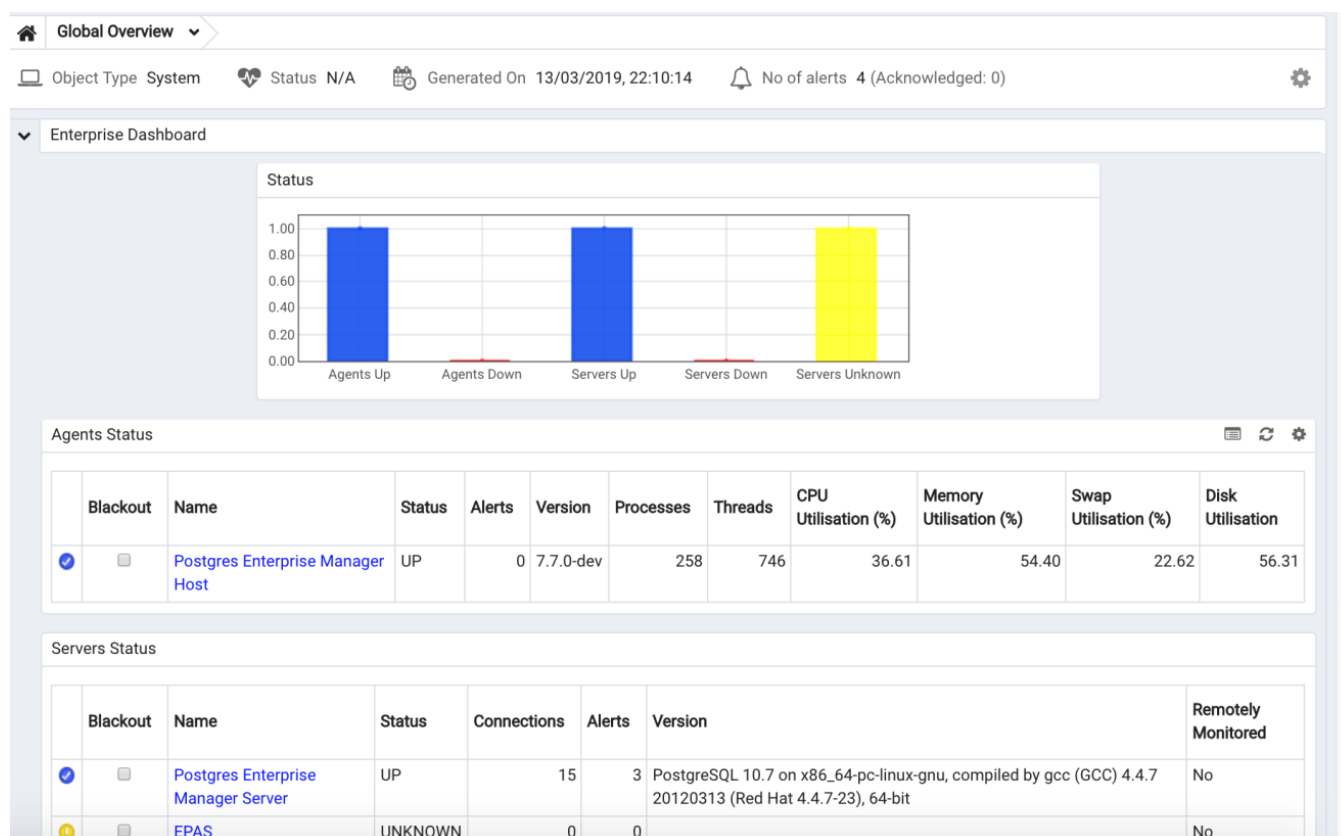 Global Overview
Object Type System Status N/A Generated On 13/03/2019, 22:10:14 No of alerts 4 (Acknowledged: 0)
Enterprise Dashboard
Status
1.00
0.80
0.60
0.40
0.20
0.00
Agents Up Agents Down Servers Up Servers Down Servers Unknown
Agents Status
Blackout Name Status Alerts Version Processes Threads CPU Utilisation (%) Memory Utilisation (%) Swap Utilisation (%) Disk Utilisation
Postgres Enterprise Manager UP 0 7.7.0-dev 258 746 36.61 54.40 22.62 56.31
Host
Servers Status
Blackout Name Status Connections Alerts Version Remotely Monitored
Postgres Enterprise UP 15 3 PostgreSQL 10.7 on x86_64-pc-linux-gnu, compiled by gcc (GCC) 4.4.7 No
Manager Server 20120313 (Red Hat 4.4.7-23), 64-bit
EPAS UNKNOWN 0 0 No